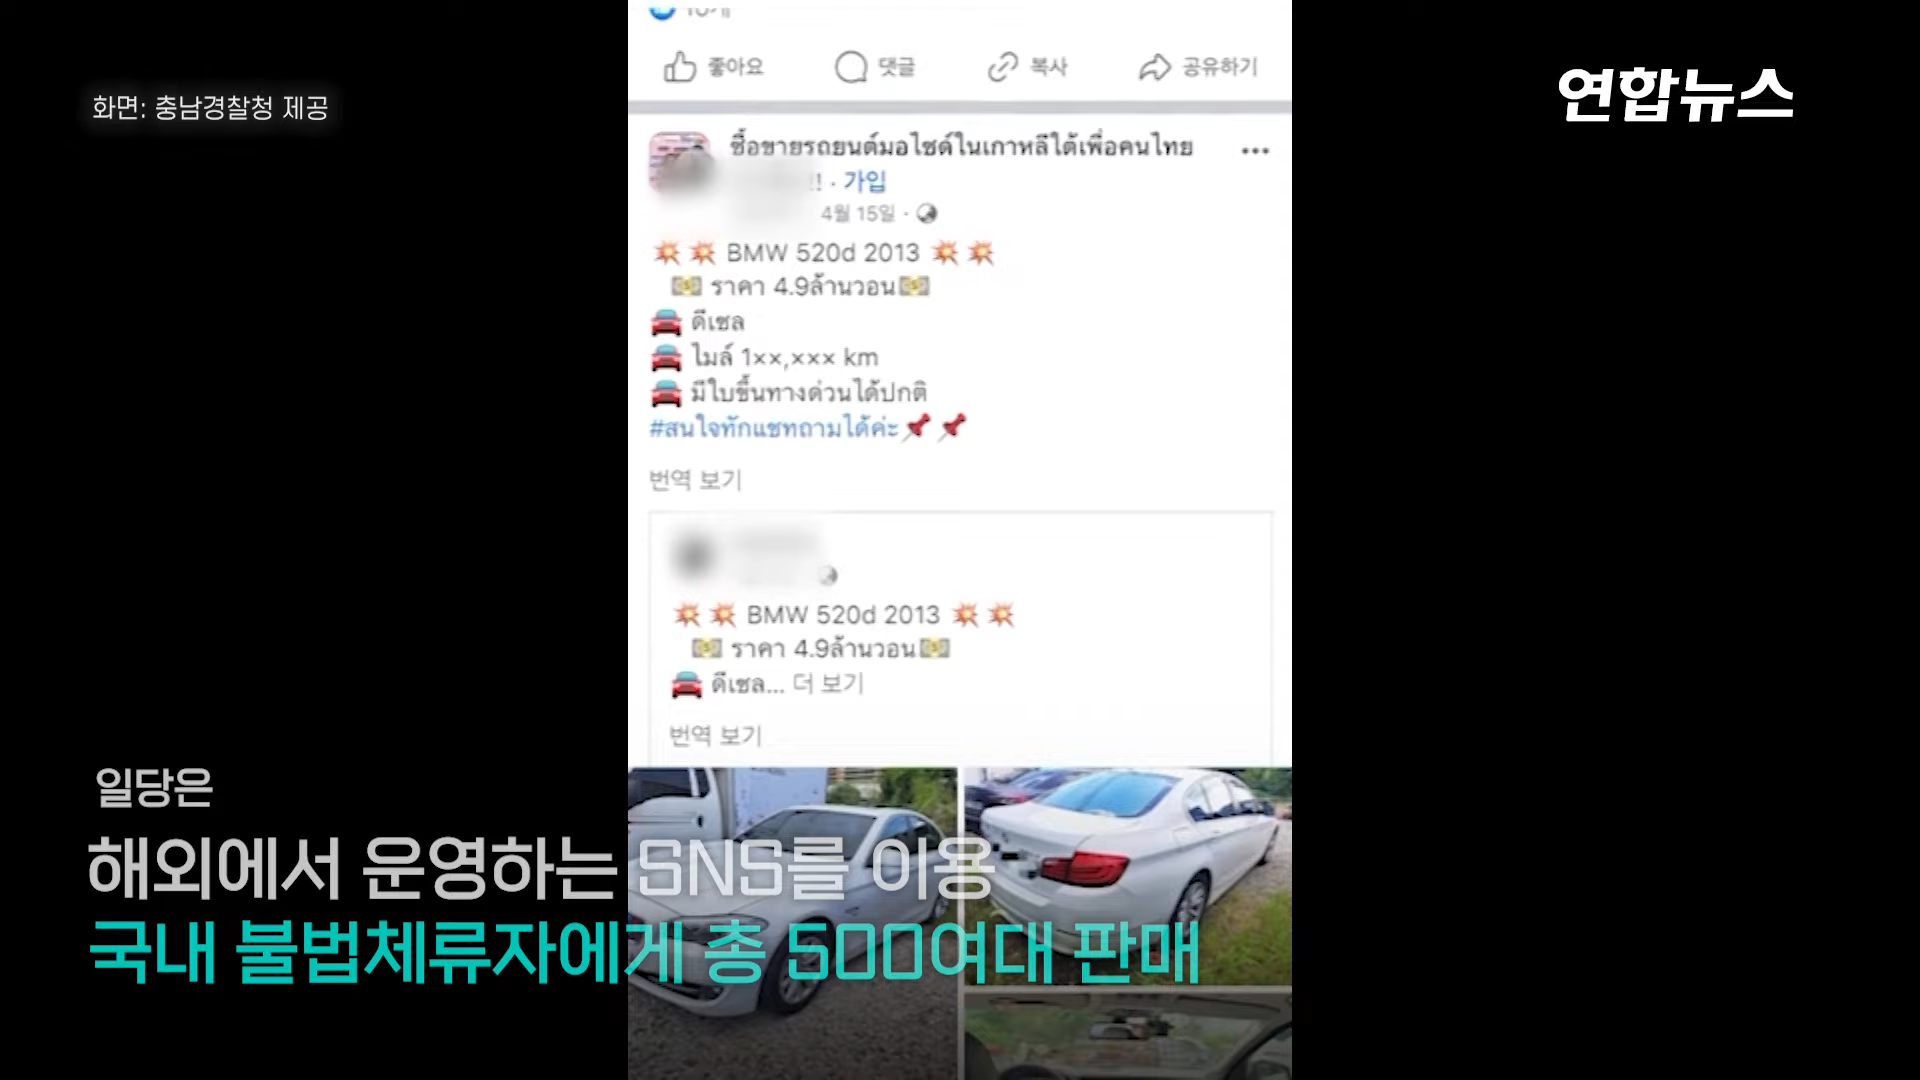 좋아요 댓글 복사 공유하기
화면: 충남경찰청 제공
연합뉴스
ซื้อขายรถยนต์มอไซด์ในเกาหลีใต้เพื่อคนไทย
!! · 가입
4월 15일 ·
💥💥 BMW 520d 2013 💥💥
💵 ราคา 4.9ล้านวอน💵
🚘 ดีเซล
🚘 ไมล์ 1××,××× km
🚘 มีใบขึ้นทางด่วนได้ปกติ
#สนใจทักแชทถามได้ค่ะ📌📌
번역 보기
💥💥 BMW 520d 2013 💥💥
💵 ราคา 4.9ล้านวอน💵
🚘 ดีเซล... 더 보기
번역 보기
일당은
해외에서 운영하는 SNS를 이용
국내 불법체류자에게 총 500여대 판매